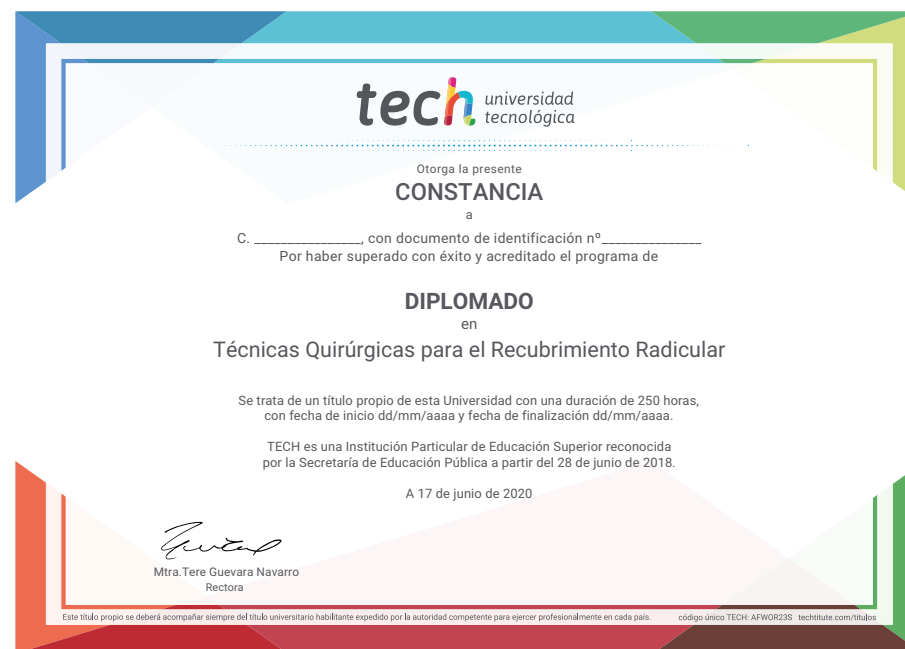 tech universidad
tecnológica
Otorga la presente
CONSTANCIA
a
C. ________________, con documento de identificación nº_______________
Por haber superado con éxito y acreditado el programa de
DIPLOMADO
en
Técnicas Quirúrgicas para el Recubrimiento Radicular
Se trata de un título propio de esta Universidad con una duración de 250 horas,
con fecha de inicio dd/mm/aaaa y fecha de finalización dd/mm/aaaa.
TECH es una Institución Particular de Educación Superior reconocida
por la Secretaría de Educación Pública a partir del 28 de junio de 2018.
A 17 de junio de 2020
Mtra.Tere Guevara Navarro
Rectora
Este título propio se deberá acompañar siempre del título universitario habilitante expedido por la autoridad competente para ejercer profesionalmente en cada país. código único TECH: AFWOR23S techtitute.com/titulos